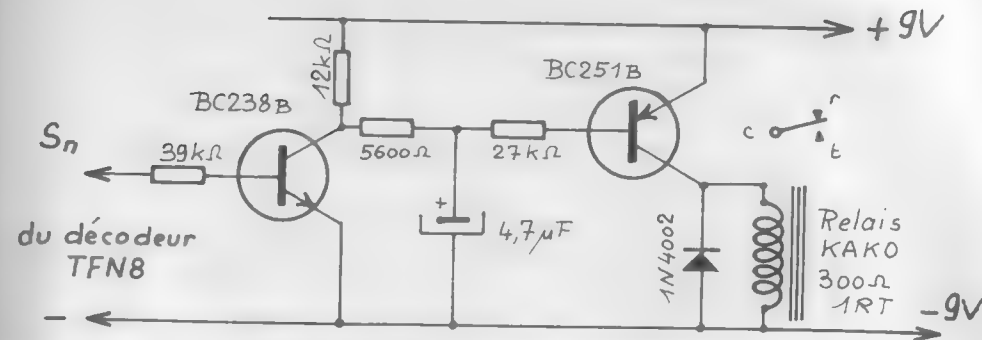 + 9V
12kΩ
BC251B
BC238B
r
c
t
Sn
39kΩ
5600Ω
27kΩ
+
4,7µF
1N4002
Relais
KAKO
300Ω
1RT
du décodeur
TFN8
-
-9V